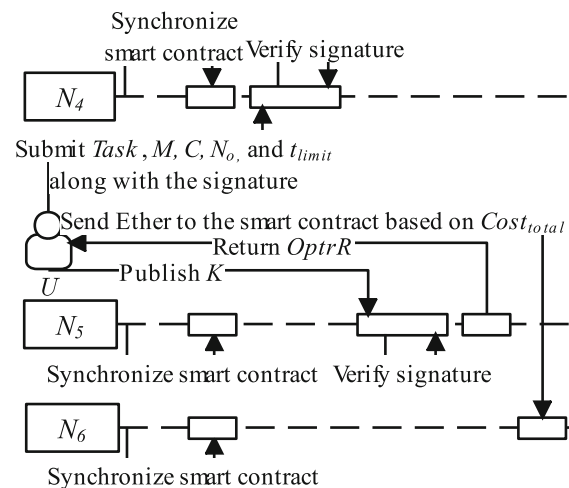 Synchronize
smart contract Verify signature
N4
Submit Task, M, C, No, and tlimit
along with the signature
Send Ether to the smart contract based on Costtotal
Return OptrR
Publish K
U
N5
Synchronize smart contract Verify signature
N6
Synchronize smart contract